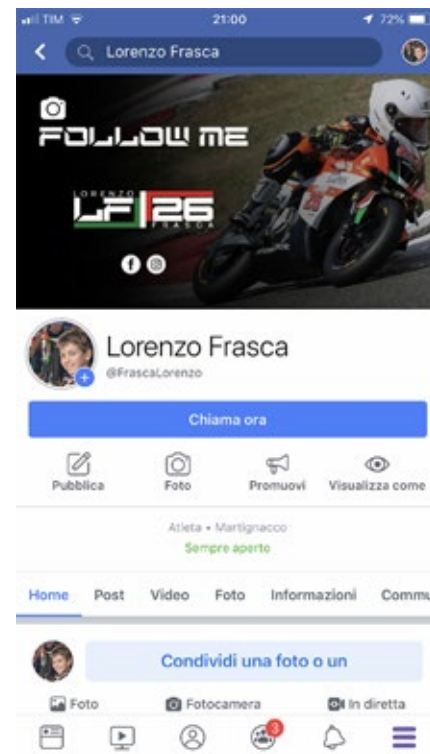 TIM 21:00 72%
Lorenzo Frasca
FOLLOW ME
LORENZO
LF|26
FRASCA
Lorenzo Frasca
@FrascaLorenzo
Chiama ora
Pubblica Foto Promuovi Visualizza come
Atleta • Martignacco
Sempre aperto
Home Post Video Foto Informazioni Commu
Condividi una foto o un
Foto Fotocamera In diretta
3